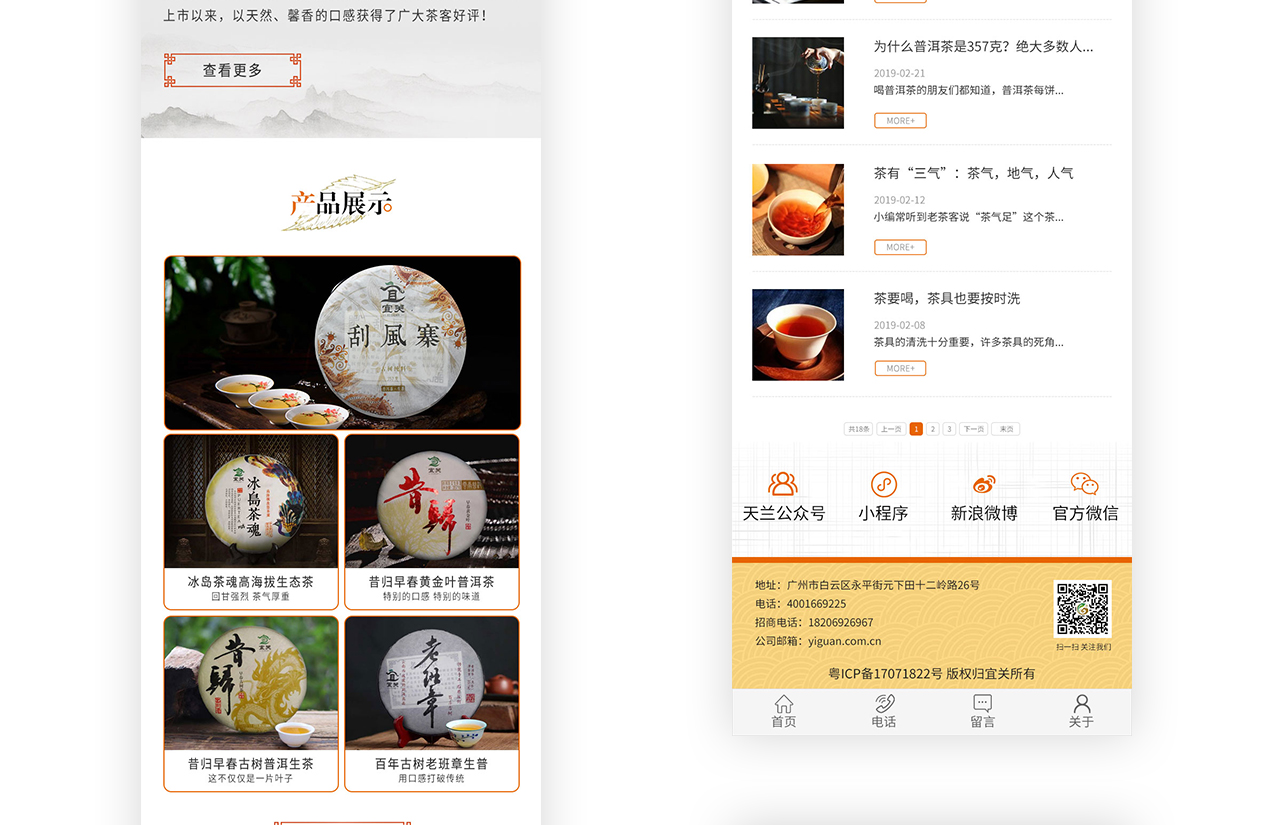 上市以来，以天然、馨香的口感获得了广大茶客好评！
查看更多
产品展示
宜关
刮風寨
冰岛茶魂
昔歸
冰岛茶魂高海拔生态茶
回甘强烈 茶气厚重
昔归早春黄金叶普洱茶
特别的口感 特别的味道
昔歸
老班章
昔归早春古树普洱生茶
这不仅仅是一片叶子
百年古树老班章生普
用口感打破传统
为什么普洱茶是357克？绝大多数人...
2019-02-21
喝普洱茶的朋友们都知道，普洱茶每饼...
MORE+
茶有“三气”：茶气，地气，人气
2019-02-12
小编常听到老茶客说“茶气足”这个茶...
MORE+
茶要喝，茶具也要按时洗
2019-02-08
茶具的清洗十分重要，许多茶具的死角...
MORE+
共18条 上一页 1 2 3 下一页 末页
天兰公众号 小程序 新浪微博 官方微信
地址：广州市白云区永平街元下田十二岭路26号
电话：4001669225
招商电话：18206926967
公司邮箱：yiguan.com.cn
扫一扫 关注我们
粤ICP备17071822号 版权归宜关所有
首页 电话 留言 关于